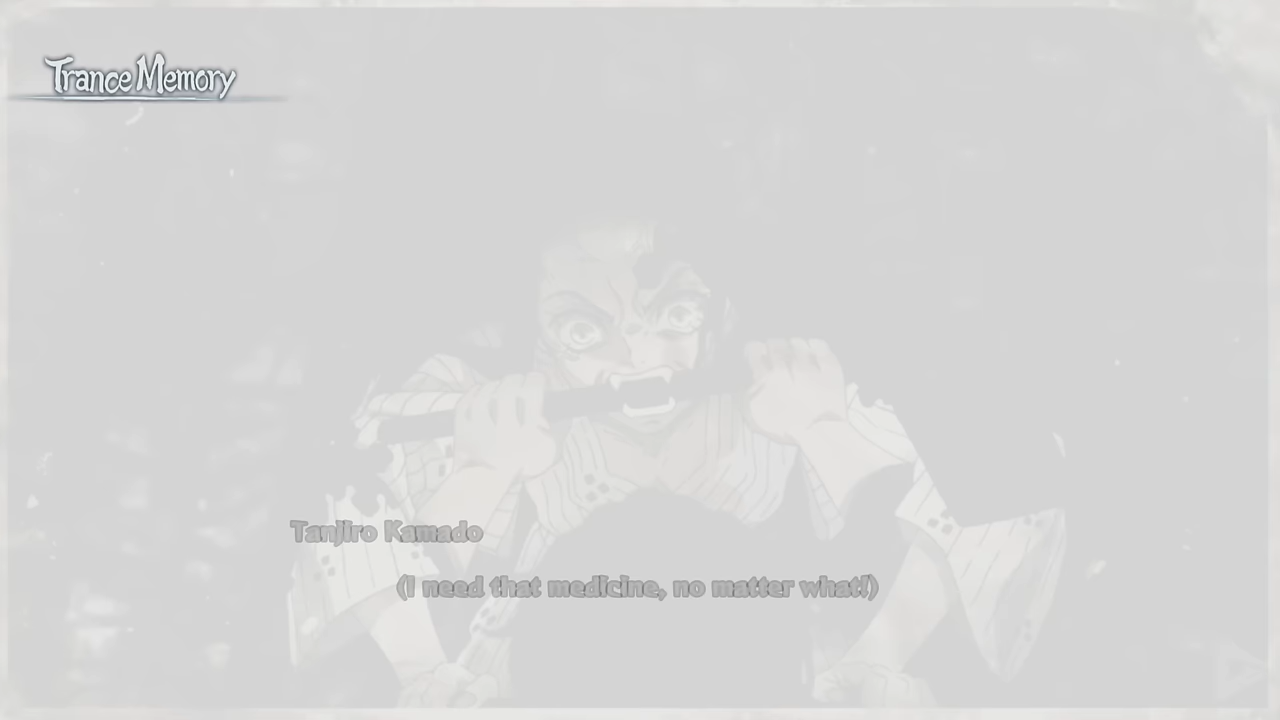 Trance Memory
Tanjiro Kamado
(I need that medicine, no matter what!)